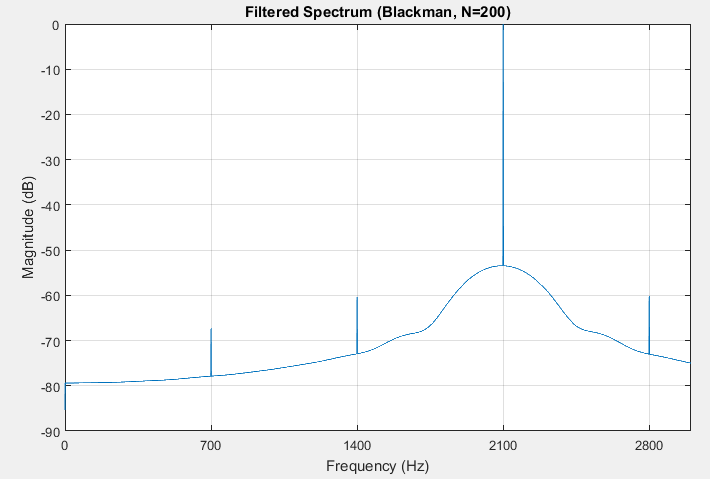 Filtered Spectrum (Blackman, N=200)
0
-10
-20
-30
-40
-50
-60
-70
-80
-90
Magnitude (dB)
0 700 1400 2100 2800
Frequency (Hz)